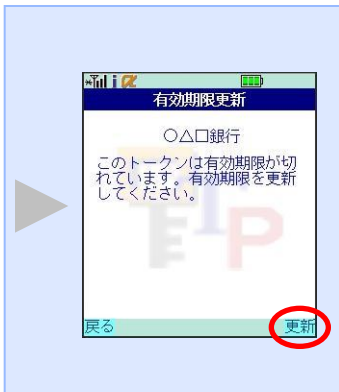 i α
有効期限更新
○△口銀行
このトークンは有効期限が切
れています。有効期限を更新
してください。
戻る 更新